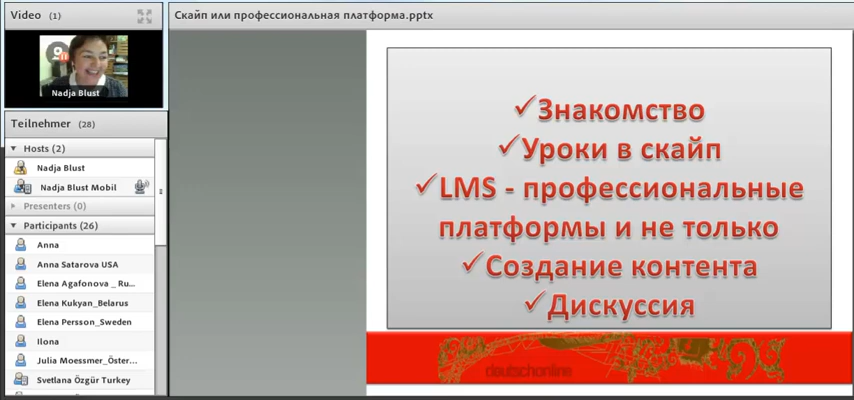 Video (1)
Nadja Blust
Teilnehmer (28)
Hosts (2)
Nadja Blust
Nadja Blust Mobil
Presenters (0)
Participants (26)
Anna
Anna Satarova USA
Elena Agafonova _ Ru...
Elena Kukyan_Belarus
Elena Persson_Sweden
Ilona
Julia Moessmer_Öster...
Svetlana Özgür Turkey
Скайп или профессиональная платформа.pptx
✓Знакомство
✓Уроки в скайп
✓LMS - профессиональные
платформы и не только
✓Создание контента
✓Дискуссия
deutschonline